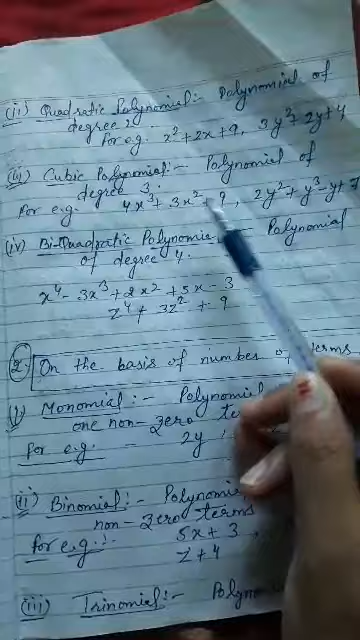 (ii) Quadratic Polynomial:- Polynomial of
degree 2.
for eg. x²+2x+9, 3y²+2y+4
(iii) Cubic Polynomial:- Polynomial of
degree 3.
for e.g. 4x³+3x²+9, 2y²+y³-y+7
(iv) Bi-Quadratic Polynomial Polynomial
of degree 4.
x⁴-3x³+2x²+5x-3
z⁴+3z²+9
2. On the basis of number of terms
(i) Monomial:- Polynomial
one non-zero
for e.g. - 2y,
(ii) Binomial:-
non-zero terms
for e.g.:- 5x+3,
z+4
(iii) Trinomial:-